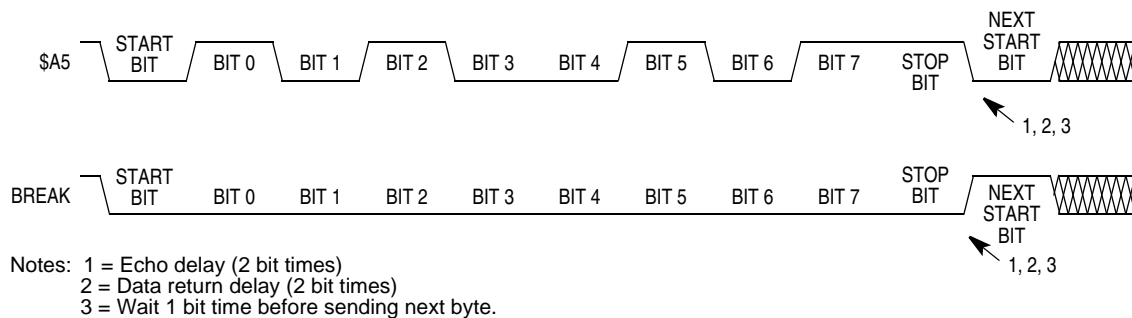 $A5
START
BIT
BIT 0
BIT 1
BIT 2
BIT 3
BIT 4
BIT 5
BIT 6
BIT 7
STOP
BIT
NEXT
START
BIT
1, 2, 3
BREAK
START
BIT
BIT 0
BIT 1
BIT 2
BIT 3
BIT 4
BIT 5
BIT 6
BIT 7
STOP
BIT
NEXT
START
BIT
1, 2, 3
Notes: 1 = Echo delay (2 bit times)
2 = Data return delay (2 bit times)
3 = Wait 1 bit time before sending next byte.